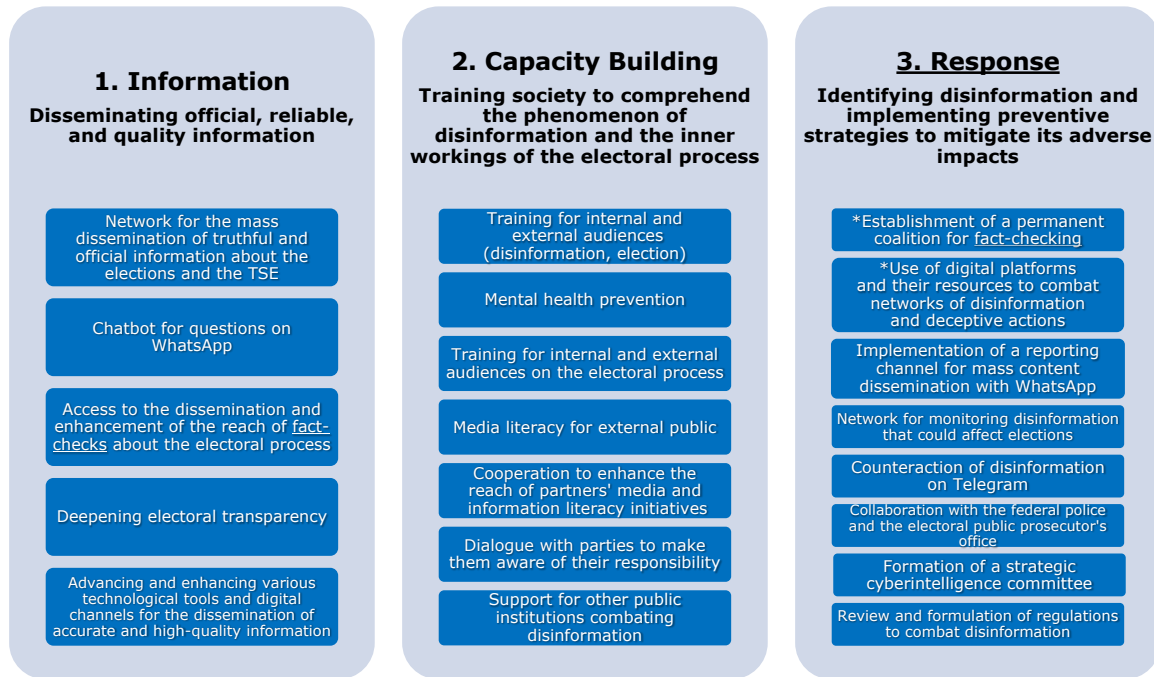 1. Information
Disseminating official, reliable,
and quality information
Network for the mass
dissemination of truthful and
official information about the
elections and the TSE
Chatbot for questions on
WhatsApp
Access to the dissemination and
enhancement of the reach of fact-
checks about the electoral process
Deepening electoral transparency
Advancing and enhancing various
technological tools and digital
channels for the dissemination of
accurate and high-quality information
2. Capacity Building
Training society to comprehend
the phenomenon of
disinformation and the inner
workings of the electoral process
Training for internal and
external audiences
(disinformation, election)
Mental health prevention
Training for internal and external
audiences on the electoral process
Media literacy for external public
Cooperation to enhance the
reach of partners' media and
information literacy initiatives
Dialogue with parties to make
them aware of their responsibility
Support for other public
institutions combating
disinformation
3. Response
Identifying disinformation and
implementing preventive
strategies to mitigate its adverse
impacts
*Establishment of a permanent
coalition for fact-checking
*Use of digital platforms
and their resources to combat
networks of disinformation
and deceptive actions
Implementation of a reporting
channel for mass content
dissemination with WhatsApp
Network for monitoring disinformation
that could affect elections
Counteraction of disinformation
on Telegram
Collaboration with the federal police
and the electoral public prosecutor's
office
Formation of a strategic
cyberintelligence committee
Review and formulation of regulations
to combat disinformation